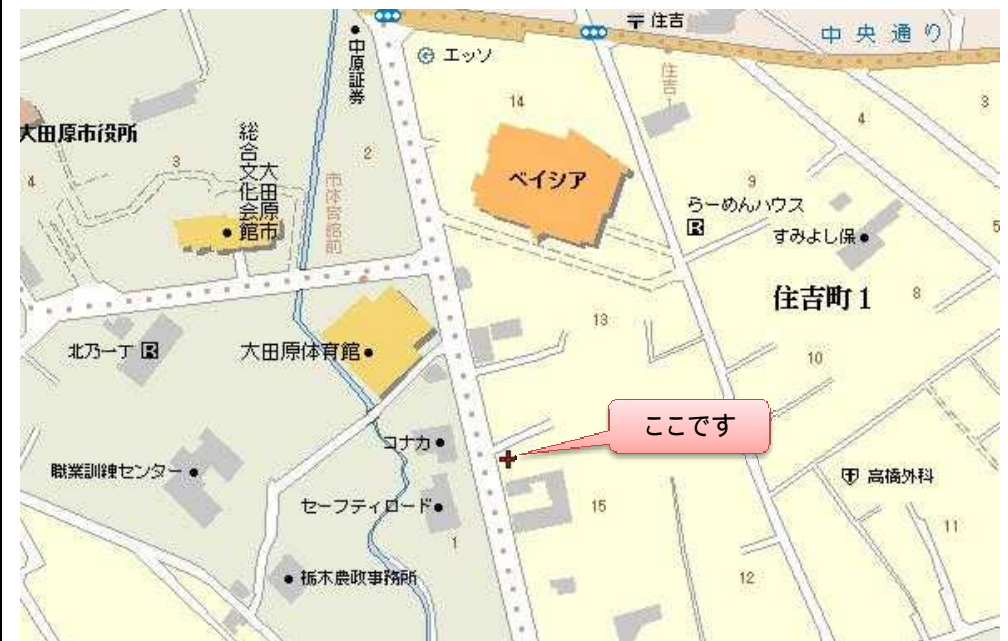 住吉
中央通り
エッソ
中原証券
住吉1
14
3
4
大田原市役所
3
2
4
大田原市
総合文化会館
市体育館前
ベイシア
9
らーめんハウス
すみよし保
5
住吉町1
8
13
北乃一丁
大田原体育館
10
ここです
コナカ
職業訓練センター
高橋外科
セーフティロード
15
11
1
栃木農政事務所
12